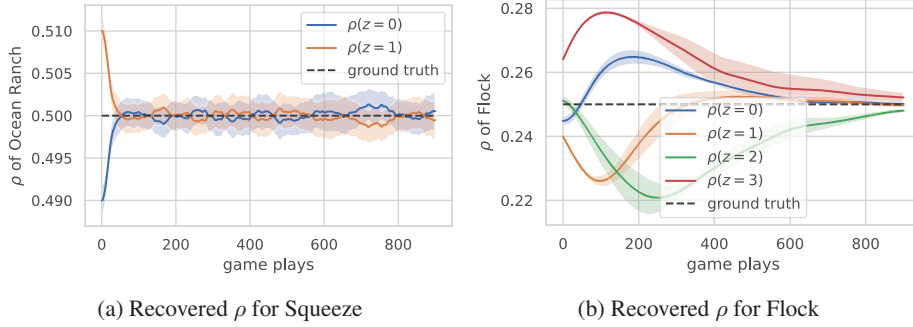 0.510
0.505
0.500
0.495
0.490
ρ of Ocean Ranch
ρ(z = 0)
ρ(z = 1)
ground truth
0 200 400 600 800
game plays
(a) Recovered ρ for Squeeze
0.28
0.26
0.24
0.22
ρ of Flock
ρ(z = 0)
ρ(z = 1)
ρ(z = 2)
ρ(z = 3)
ground truth
0 200 400 600 800
game plays
(b) Recovered ρ for Flock